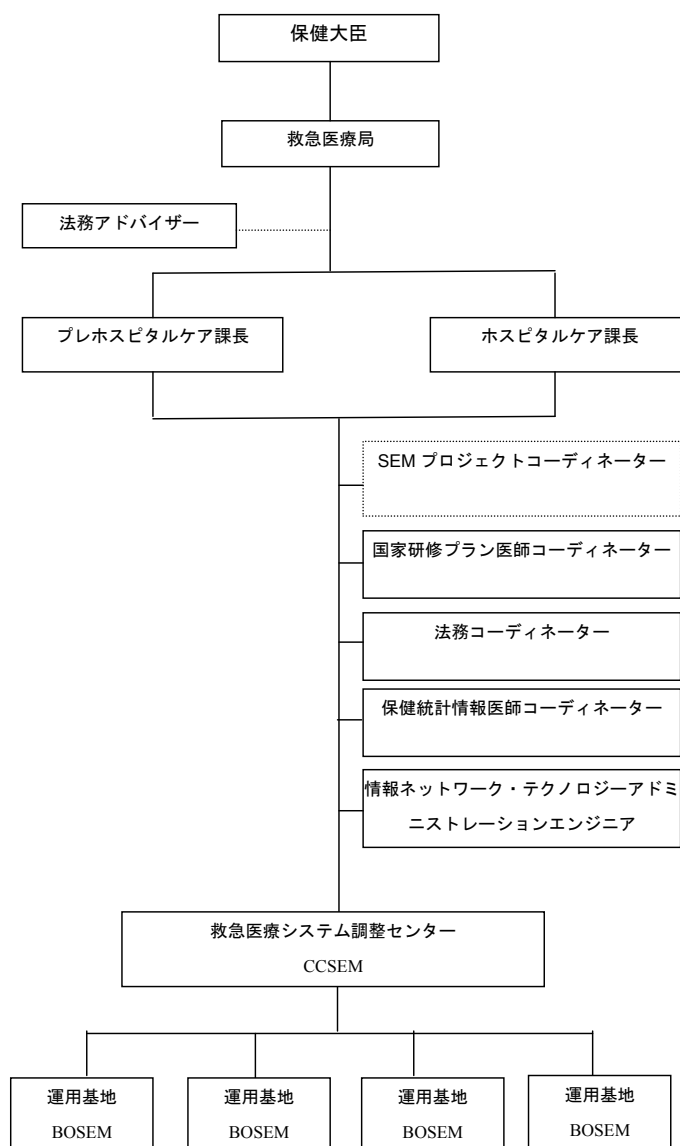 保健大臣
救急医療局
法務アドバイザー
プレホスピタルケア課長
ホスピタルケア課長
SEM プロジェクトコーディネーター
国家研修プラン医師コーディネーター
法務コーディネーター
保健統計情報医師コーディネーター
情報ネットワーク・テクノロジーアドミ
ニストレーションエンジニア
救急医療システム調整センター
CCSEM
運用基地
BOSEM
運用基地
BOSEM
運用基地
BOSEM
運用基地
BOSEM